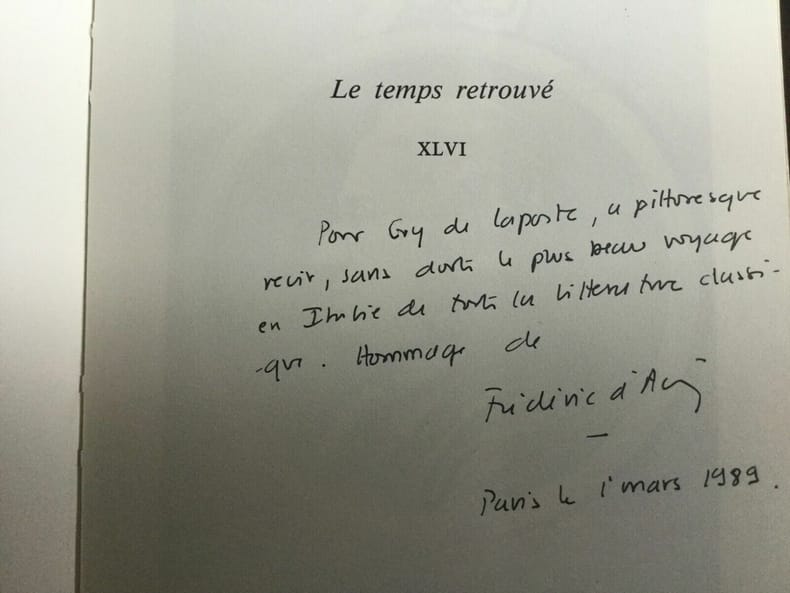 Le temps retrouvé
XLVI
Pour Guy de Laporte, ce pittoresque
récit, sans doute le plus beau voyage
en Italie de toute la littérature classi-
-que. Hommage de
Frédéric d'Agay
Paris le 1er mars 1989.